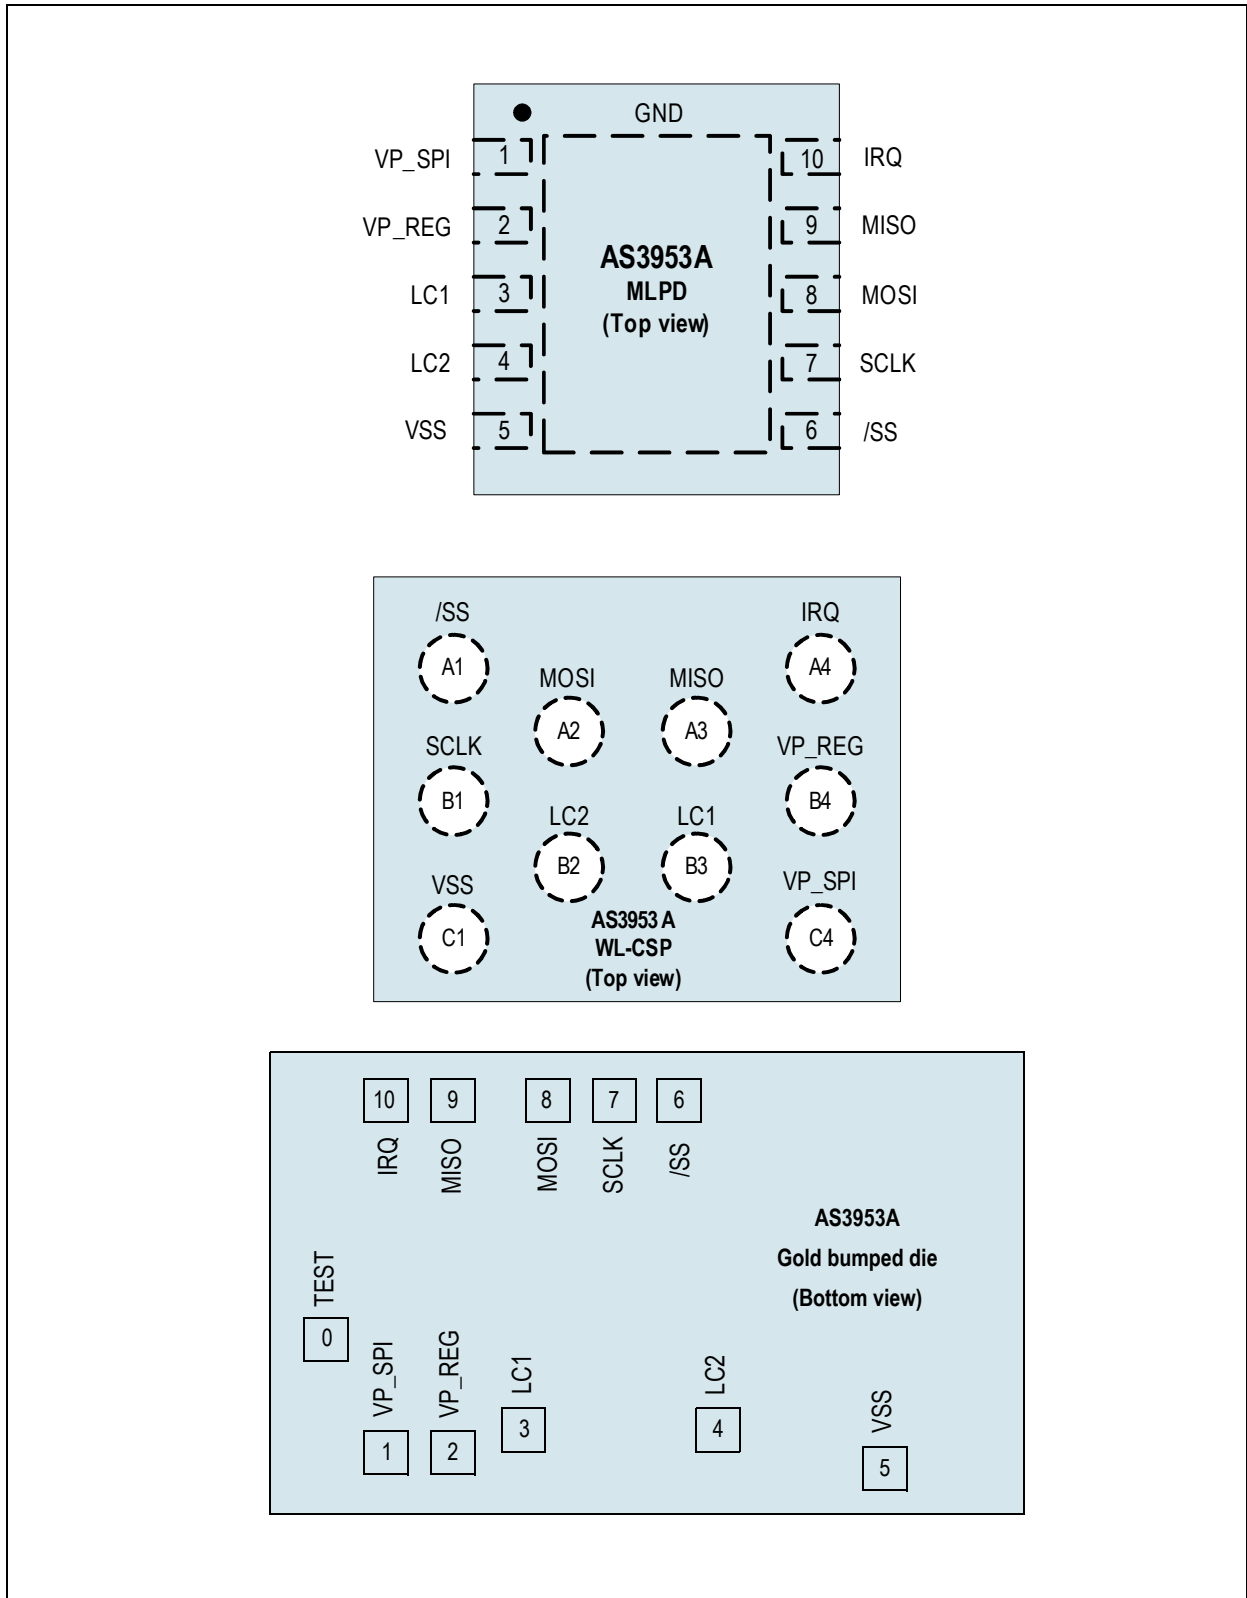 GND
VP_SPI 1 10 IRQ
VP_REG 2 9 MISO
AS3953A
MLPD
(Top view)
LC1 3 8 MOSI
LC2 4 7 SCLK
VSS 5 6 /SS
/SS IRQ
A1 A4
MOSI MISO
A2 A3
SCLK VP_REG
B1 B4
LC2 LC1
B2 B3
VSS VP_SPI
C1 C4
AS3953 A
WL-CSP
(Top view)
10 9 8 7 6
IRQ MISO MOSI SCLK /SS
AS3953A
Gold bumped die
(Bottom view)
TEST
0
VP_SPI VP_REG LC1 LC2 VSS
1 2 3 4 5